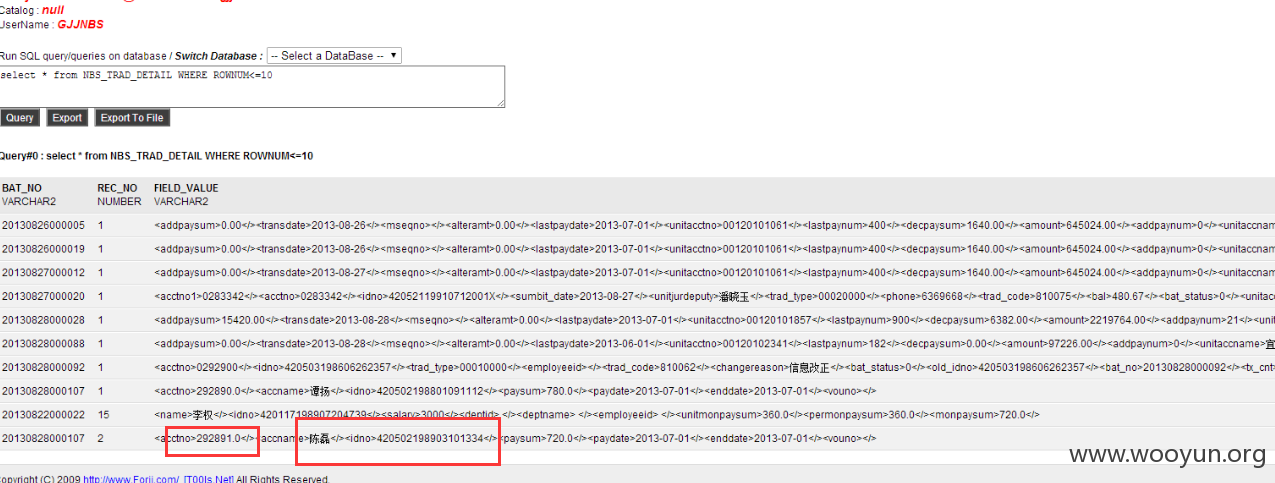 Catalog : null
UserName : GJJNBS
Run SQL query/queries on database / Switch Database : -- Select a DataBase --
select * from NBS_TRAD_DETAIL WHERE ROWNUM<=10
Query Export Export To File
Query#0 : select * from NBS_TRAD_DETAIL WHERE ROWNUM<=10
BAT_NO REC_NO FIELD_VALUE
VARCHAR2 NUMBER VARCHAR2
20130826000005 1 <addpaysum>0.00</><transdate>2013-08-26</><mseqno></><alteramt>0.00</><lastpaydate>2013-07-01</><unitacctno>00120101061</><lastpaynum>400</><decpaysum>1640.00</><amount>645024.00</><addpaynum>0</><unitaccnam
20130826000019 1 <addpaysum>0.00</><transdate>2013-08-26</><mseqno></><alteramt>0.00</><lastpaydate>2013-07-01</><unitacctno>00120101061</><lastpaynum>400</><decpaysum>1640.00</><amount>645024.00</><addpaynum>0</><unitaccnam
20130827000012 1 <addpaysum>0.00</><transdate>2013-08-27</><mseqno></><alteramt>0.00</><lastpaydate>2013-07-01</><unitacctno>00120101061</><lastpaynum>400</><decpaysum>1640.00</><amount>645024.00</><addpaynum>0</><unitaccnam
20130827000020 1 <acctno1>0283342</><acctno>0283342</><idno>42052119910712001X</><sumbit_date>2013-08-27</><unitjurdeputy>潘晓玉</><trad_type>00020000</><phone>6369668</><trad_code>810075</><bal>480.67</><bat_status>0</><unitacc
20130828000028 1 <addpaysum>15420.00</><transdate>2013-08-28</><mseqno></><alteramt>0.00</><lastpaydate>2013-07-01</><unitacctno>00120101857</><lastpaynum>900</><decpaysum>6382.00</><amount>2219764.00</><addpaynum>21</><unita
20130828000088 1 <addpaysum>0.00</><transdate>2013-08-28</><mseqno></><alteramt>0.00</><lastpaydate>2013-06-01</><unitacctno>00120102341</><lastpaynum>182</><decpaysum>0.00</><amount>97226.00</><addpaynum>0</><unitaccname>宜
20130828000092 1 <acctno>0292900</><idno>420503198606262357</><trad_type>00010000</><employeeid></><trad_code>810062</><changereason>信息改正</><bat_status>0</><old_idno>420503198606262357</><bat_no>20130828000092</><tx_cnt
20130828000107 1 <acctno>292890.0</><accname>谭扬</><idno>420502198801091112</><paysum>780.0</><paydate>2013-07-01</><enddate>2013-07-01</><vouno></>
20130822000022 15 <name>李权</><idno>420117198907204739</><salary>3000</><deptid> </><deptname> </><employeeid> </><unitmonpaysum>360.0</><permonpaysum>360.0</><monpaysum>720.0</>
20130828000107 2 <acctno>292891.0</><accname>陈磊</><idno>420502198903101334</><paysum>720.0</><paydate>2013-07-01</><enddate>2013-07-01</><vouno></>
www.wooyun.org
Copyright (C) 2009 http://www.Forjj.com/ [T00ls.Net] All Rights Reserved.